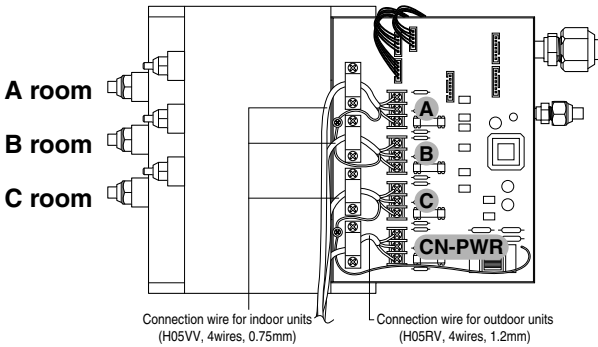 A room
B room
C room
A
B
C
CN-PWR
Connection wire for indoor units
(H05VV, 4wires, 0.75mm)
Connection wire for outdoor units
(H05RV, 4wires, 1.2mm)